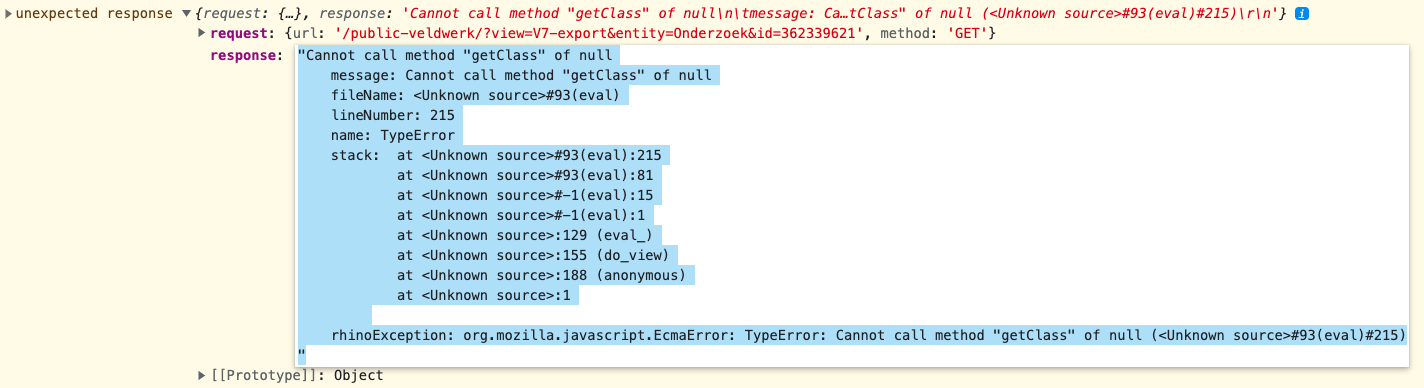 unexpected response {request: {…}, response: 'Cannot call method "getClass" of null\n\tmessage: Ca…tClass" of null (<Unknown source>#93(eval)#215)\r\n'} i
request: {url: '/public-veldwerk/?view=V7-export&entity=Onderzoek&id=362339621', method: 'GET'}
response: "Cannot call method "getClass" of null
message: Cannot call method "getClass" of null
fileName: <Unknown source>#93(eval)
lineNumber: 215
name: TypeError
stack:  at <Unknown source>#93(eval):215
at <Unknown source>#93(eval):81
at <Unknown source>#-1(eval):15
at <Unknown source>#-1(eval):1
at <Unknown source>:129 (eval_)
at <Unknown source>:155 (do_view)
at <Unknown source>:188 (anonymous)
at <Unknown source>:1
rhinoException: org.mozilla.javascript.EcmaError: TypeError: Cannot call method "getClass" of null (<Unknown source>#93(eval)#215)
"
[[Prototype]]: Object